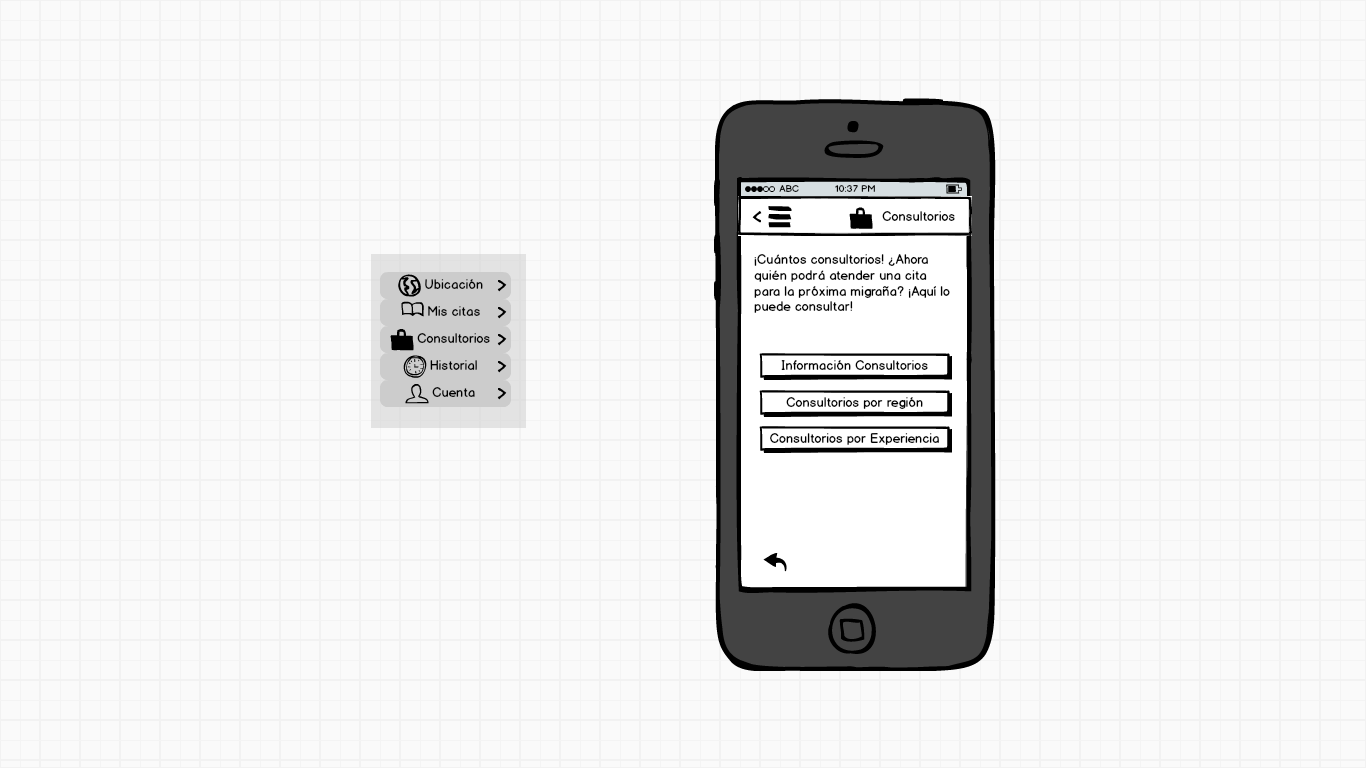 Ubicación
Mis citas
Consultorios
Historial
Cuenta
ABC 10:37 PM
Consultorios
¡Cuántos consultorios! ¿Ahora
quién podrá atender una cita
para la próxima migraña? ¡Aquí lo
puede consultar!
Información Consultorios
Consultorios por región
Consultorios por Experiencia